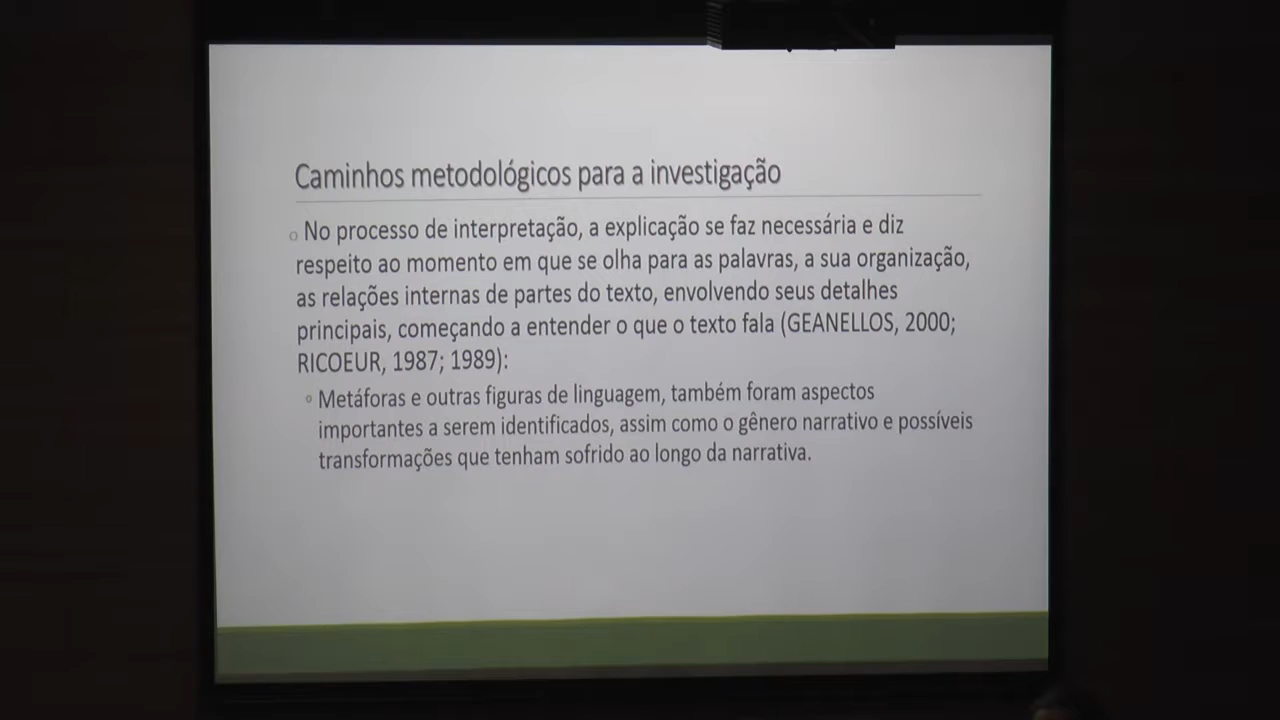 Caminhos metodológicos para a investigação
No processo de interpretação, a explicação se faz necessária e diz
respeito ao momento em que se olha para as palavras, a sua organização,
as relações internas de partes do texto, envolvendo seus detalhes
principais, começando a entender o que o texto fala (GEANELLOS, 2000;
RICOEUR, 1987; 1989):
Metáforas e outras figuras de linguagem, também foram aspectos
importantes a serem identificados, assim como o gênero narrativo e possíveis
transformações que tenham sofrido ao longo da narrativa.